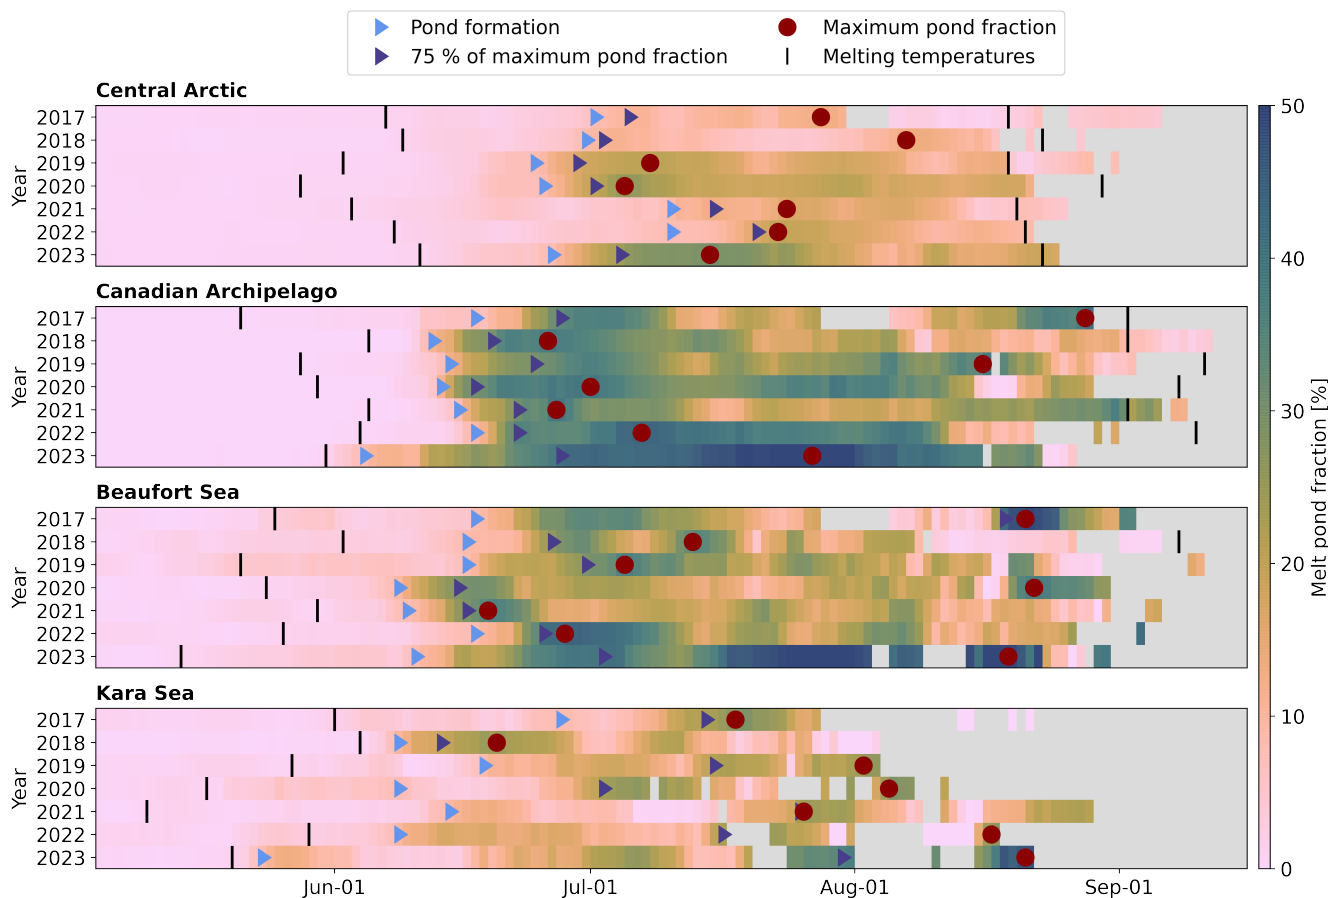 Pond formation
75 % of maximum pond fraction
Maximum pond fraction
Melting temperatures
Central Arctic
Year
2017
2018
2019
2020
2021
2022
2023
Canadian Archipelago
Year
2017
2018
2019
2020
2021
2022
2023
Beaufort Sea
Year
2017
2018
2019
2020
2021
2022
2023
Kara Sea
Year
2017
2018
2019
2020
2021
2022
2023
Jun-01
Jul-01
Aug-01
Sep-01
50
40
30
20
10
0
Melt pond fraction [%]